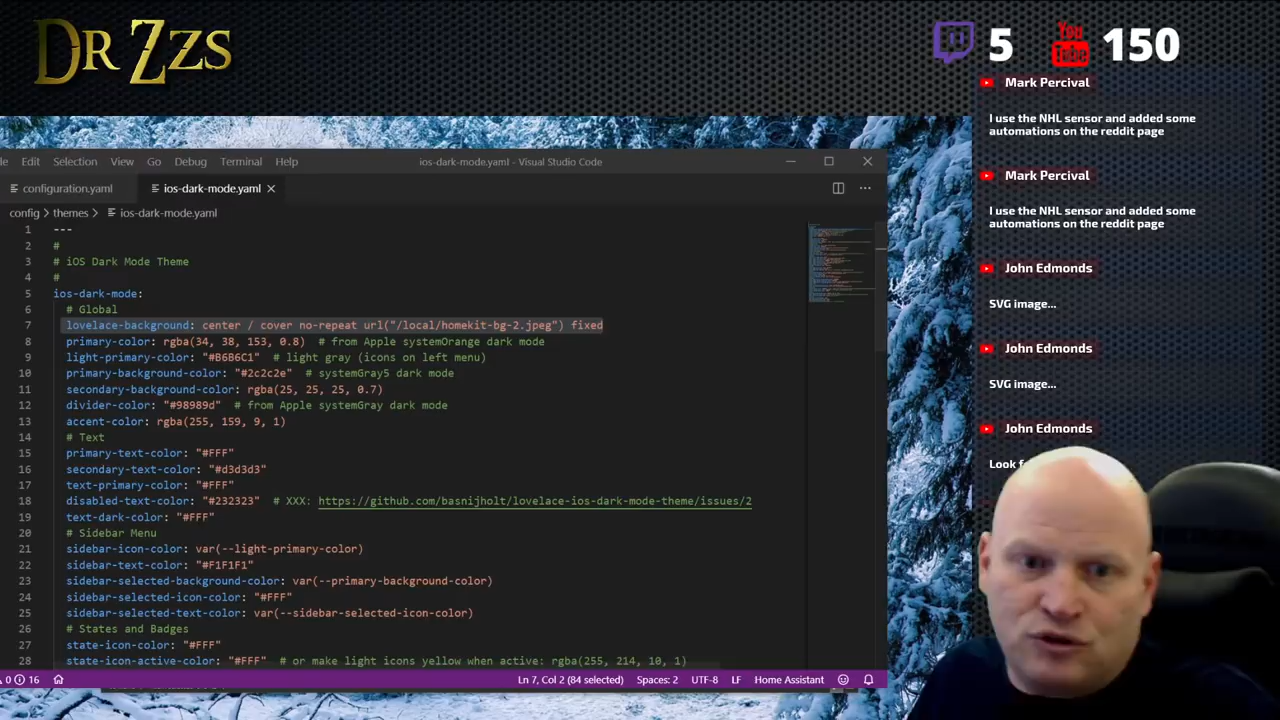 DR ZZS
5
You
Tube
150
Mark Percival
I use the NHL sensor and added some
automations on the reddit page
Mark Percival
I use the NHL sensor and added some
automations on the reddit page
John Edmonds
SVG image...
John Edmonds
SVG image...
John Edmonds
Look
Edit Selection View Go Debug Terminal Help
ios-dark-mode.yaml - Visual Studio Code
configuration.yaml
ios-dark-mode.yaml
config > themes > ios-dark-mode.yaml
1 ---
2 #
3 # iOS Dark Mode Theme
4 #
5 ios-dark-mode:
6 # Global
7 lovelace-background: center / cover no-repeat url("/local/homekit-bg-2.jpeg") fixed
8 primary-color: rgba(34, 38, 153, 0.8) # from Apple systemOrange dark mode
9 light-primary-color: "#B6B6C1" # light gray (icons on left menu)
10 primary-background-color: "#2c2c2e" # systemGray5 dark mode
11 secondary-background-color: rgba(25, 25, 25, 0.7)
12 divider-color: "#98989d" # from Apple systemGray dark mode
13 accent-color: rgba(255, 159, 9, 1)
14 # Text
15 primary-text-color: "#FFF"
16 secondary-text-color: "#d3d3d3"
17 text-primary-color: "#FFF"
18 disabled-text-color: "#232323" # XXX: https://github.com/basnijholt/lovelace-ios-dark-mode-theme/issues/2
19 text-dark-color: "#FFF"
20 # Sidebar Menu
21 sidebar-icon-color: var(--light-primary-color)
22 sidebar-text-color: "#F1F1F1"
23 sidebar-selected-background-color: var(--primary-background-color)
24 sidebar-selected-icon-color: "#FFF"
25 sidebar-selected-text-color: var(--sidebar-selected-icon-color)
26 # States and Badges
27 state-icon-color: "#FFF"
28 state-icon-active-color: "#FFF" # or make light icons yellow when active: rgba(255, 214, 10, 1)
0 16
Ln 7, Col 2 (84 selected) Spaces: 2 UTF-8 LF Home Assistant